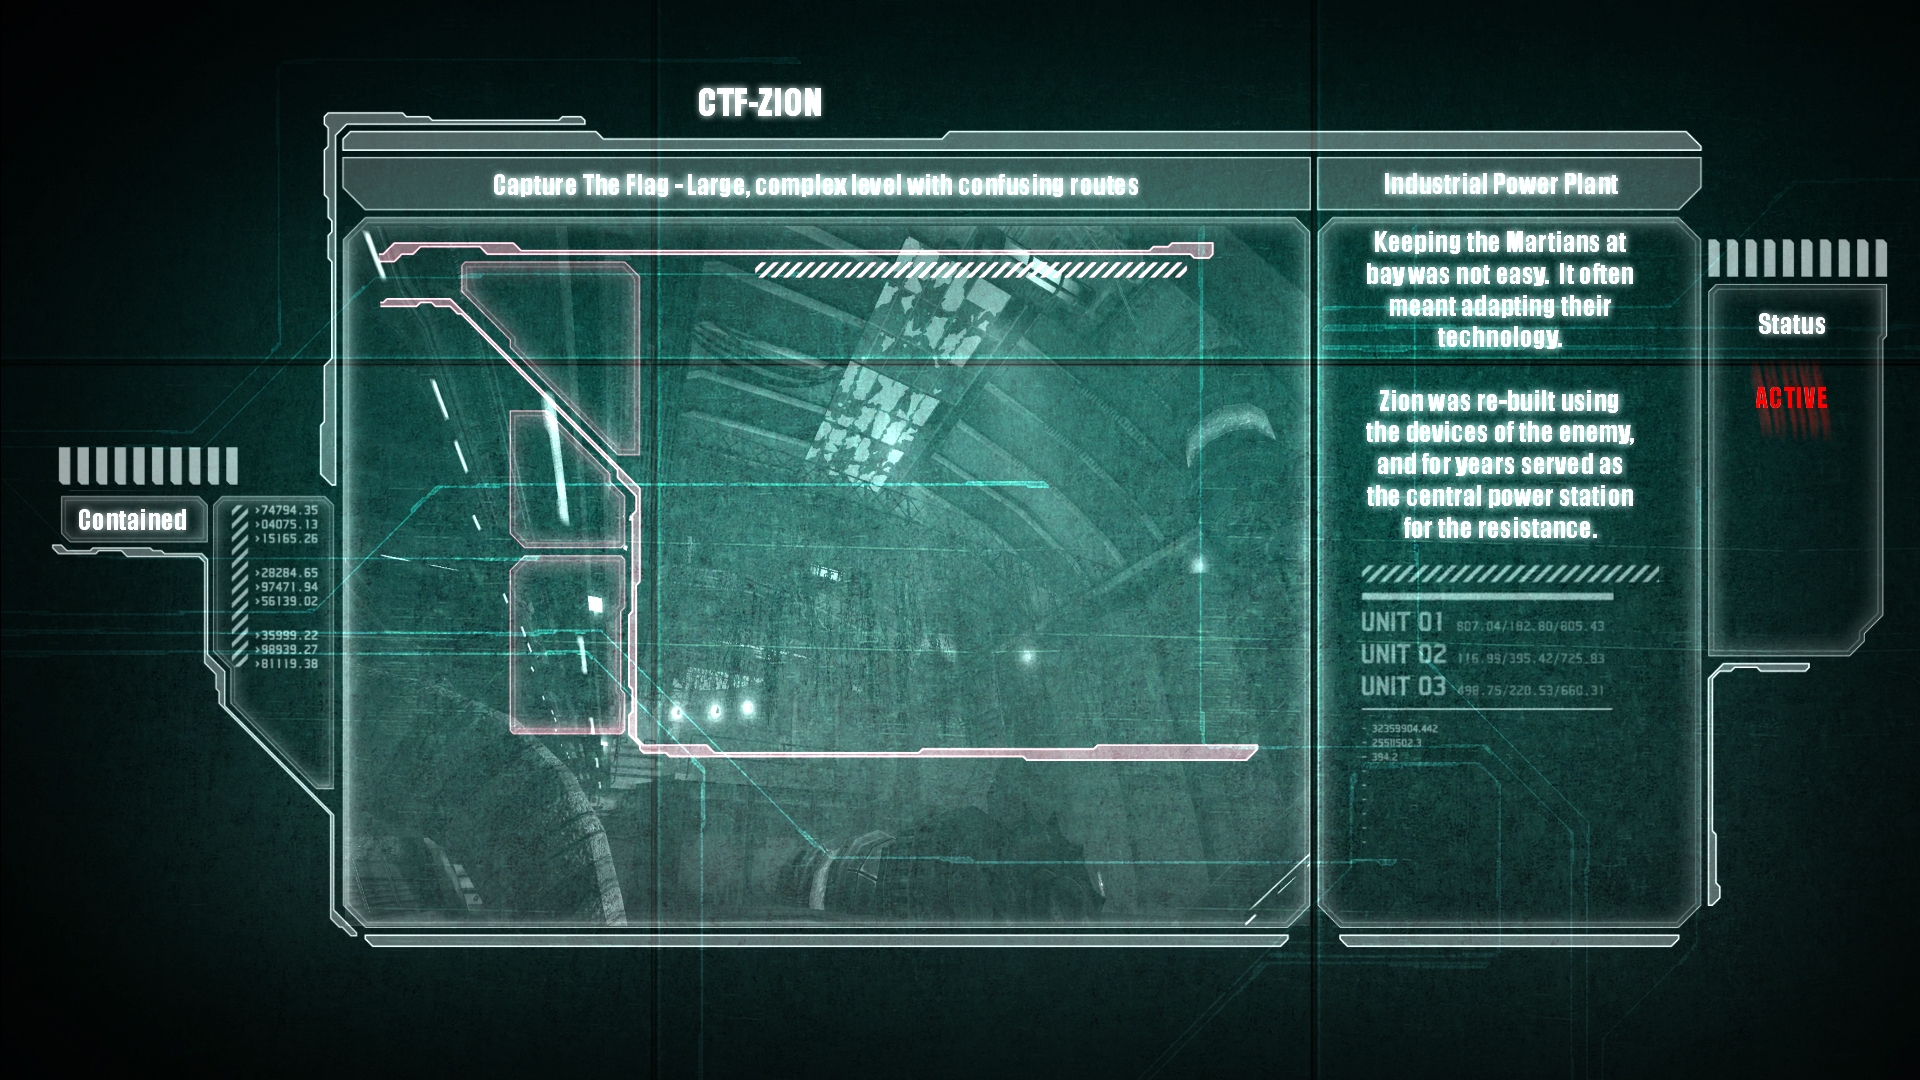 CTF-ZION
Capture The Flag - Large, complex level with confusing routes
Industrial Power Plant
Keeping the Martians at
bay was not easy. It often
meant adapting their
technology.
Zion was re-built using
the devices of the enemy,
and for years served as
the central power station
for the resistance.
Status
ACTIVE
Contained
>74794.35
>04075.13
>15165.26
>28284.65
>97471.94
>56139.02
>35999.22
>98939.27
>81119.38
UNIT 01 807.04/182.80/805.43
UNIT 02 116.99/395.42/725.83
UNIT 03 498.75/220.53/660.31
- 32359904.442
- 25511502.3
- 394.2